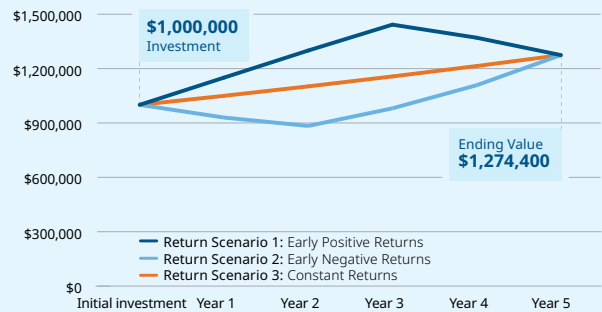 $1,500,000
$1,000,000
Investment
$1,200,000
$900,000
Ending Value
$1,274,400
$600,000
$300,000
Return Scenario 1: Early Positive Returns
Return Scenario 2: Early Negative Returns
Return Scenario 3: Constant Returns
$0
Initial investment Year 1 Year 2 Year 3 Year 4 Year 5